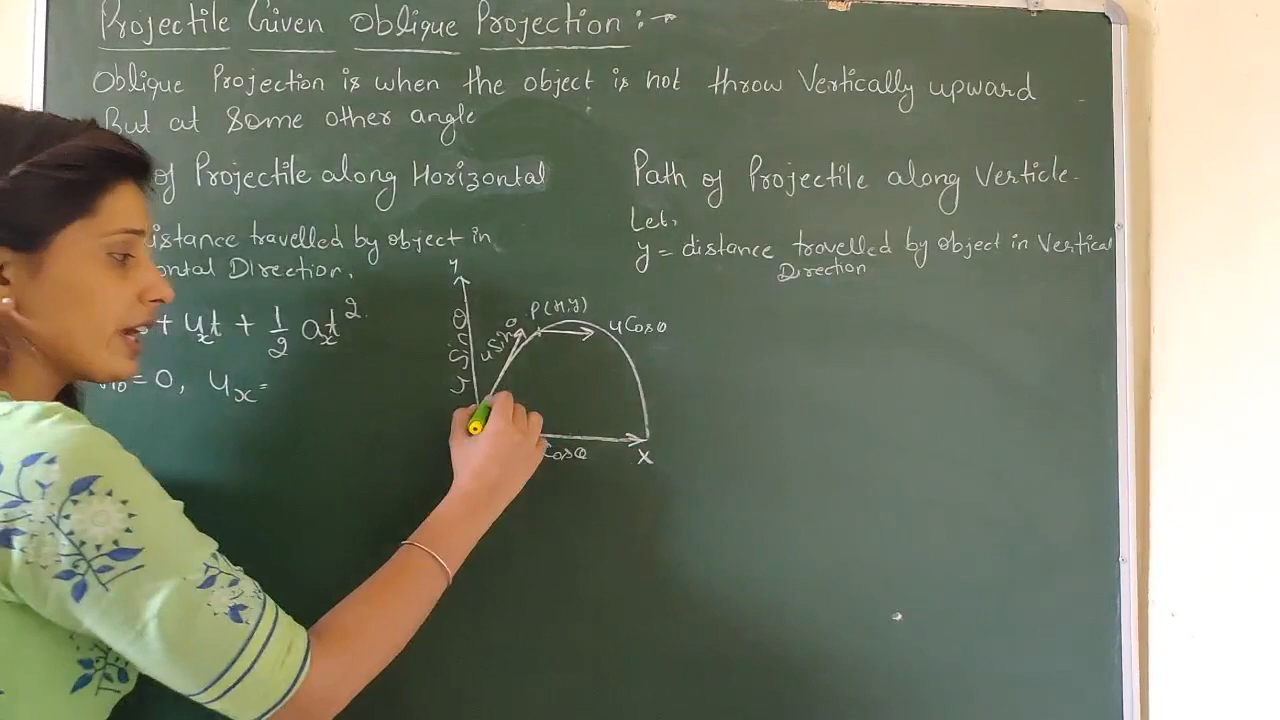 Projectile Given Oblique Projection :-
Oblique Projection is when the object is not throw Vertically upward
But at Some other angle
of Projectile along Horizontal
istance travelled by object in
ontal Direction.
+ uxt + 1/2 axt²
= 0, ux =
Y
u Sin θ
u Sin θ
P(x,y)
u Cos θ
Cos θ
X
Path of Projectile along Verticle.
Let,
y = distance travelled by object in Vertical
Direction